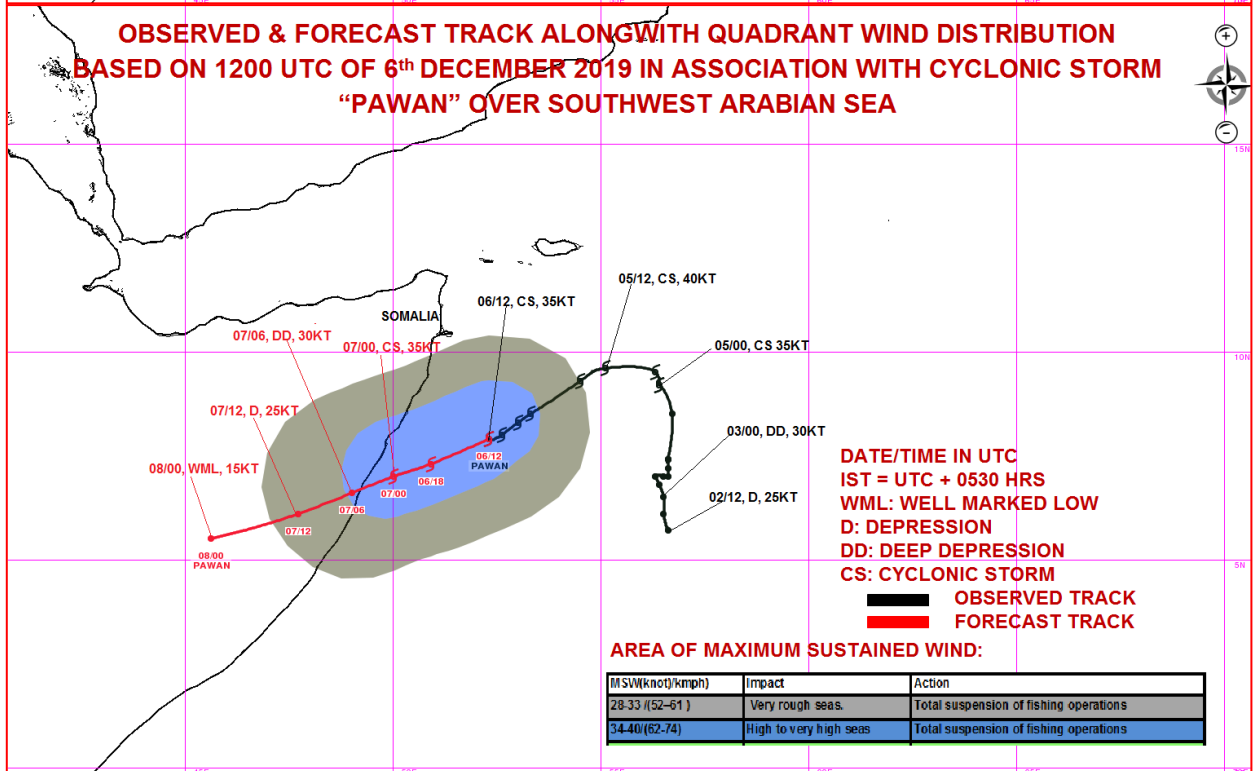 OBSERVED & FORECAST TRACK ALONGWITH QUADRANT WIND DISTRIBUTION
BASED ON 1200 UTC OF 6th DECEMBER 2019 IN ASSOCIATION WITH CYCLONIC STORM
“PAWAN” OVER SOUTHWEST ARABIAN SEA
15N
05/12, CS, 40KT
06/12, CS, 35KT
SOMALIA
07/06, DD, 30KT
07/00, CS, 35KT
05/00, CS 35KT
10N
07/12, D, 25KT
03/00, DD, 30KT
08/00, WML, 15KT
06/12
PAWAN
06/18
07/00
07/06
07/12
08/00
PAWAN
02/12, D, 25KT
DATE/TIME IN UTC
IST = UTC + 0530 HRS
WML: WELL MARKED LOW
D: DEPRESSION
DD: DEEP DEPRESSION
CS: CYCLONIC STORM
5N
OBSERVED TRACK
FORECAST TRACK
AREA OF MAXIMUM SUSTAINED WIND:
MSW(knot)/kmph) Impact Action
28-33 /(52–61 ) Very rough seas. Total suspension of fishing operations
34-40/(62-74) High to very high seas Total suspension of fishing operations